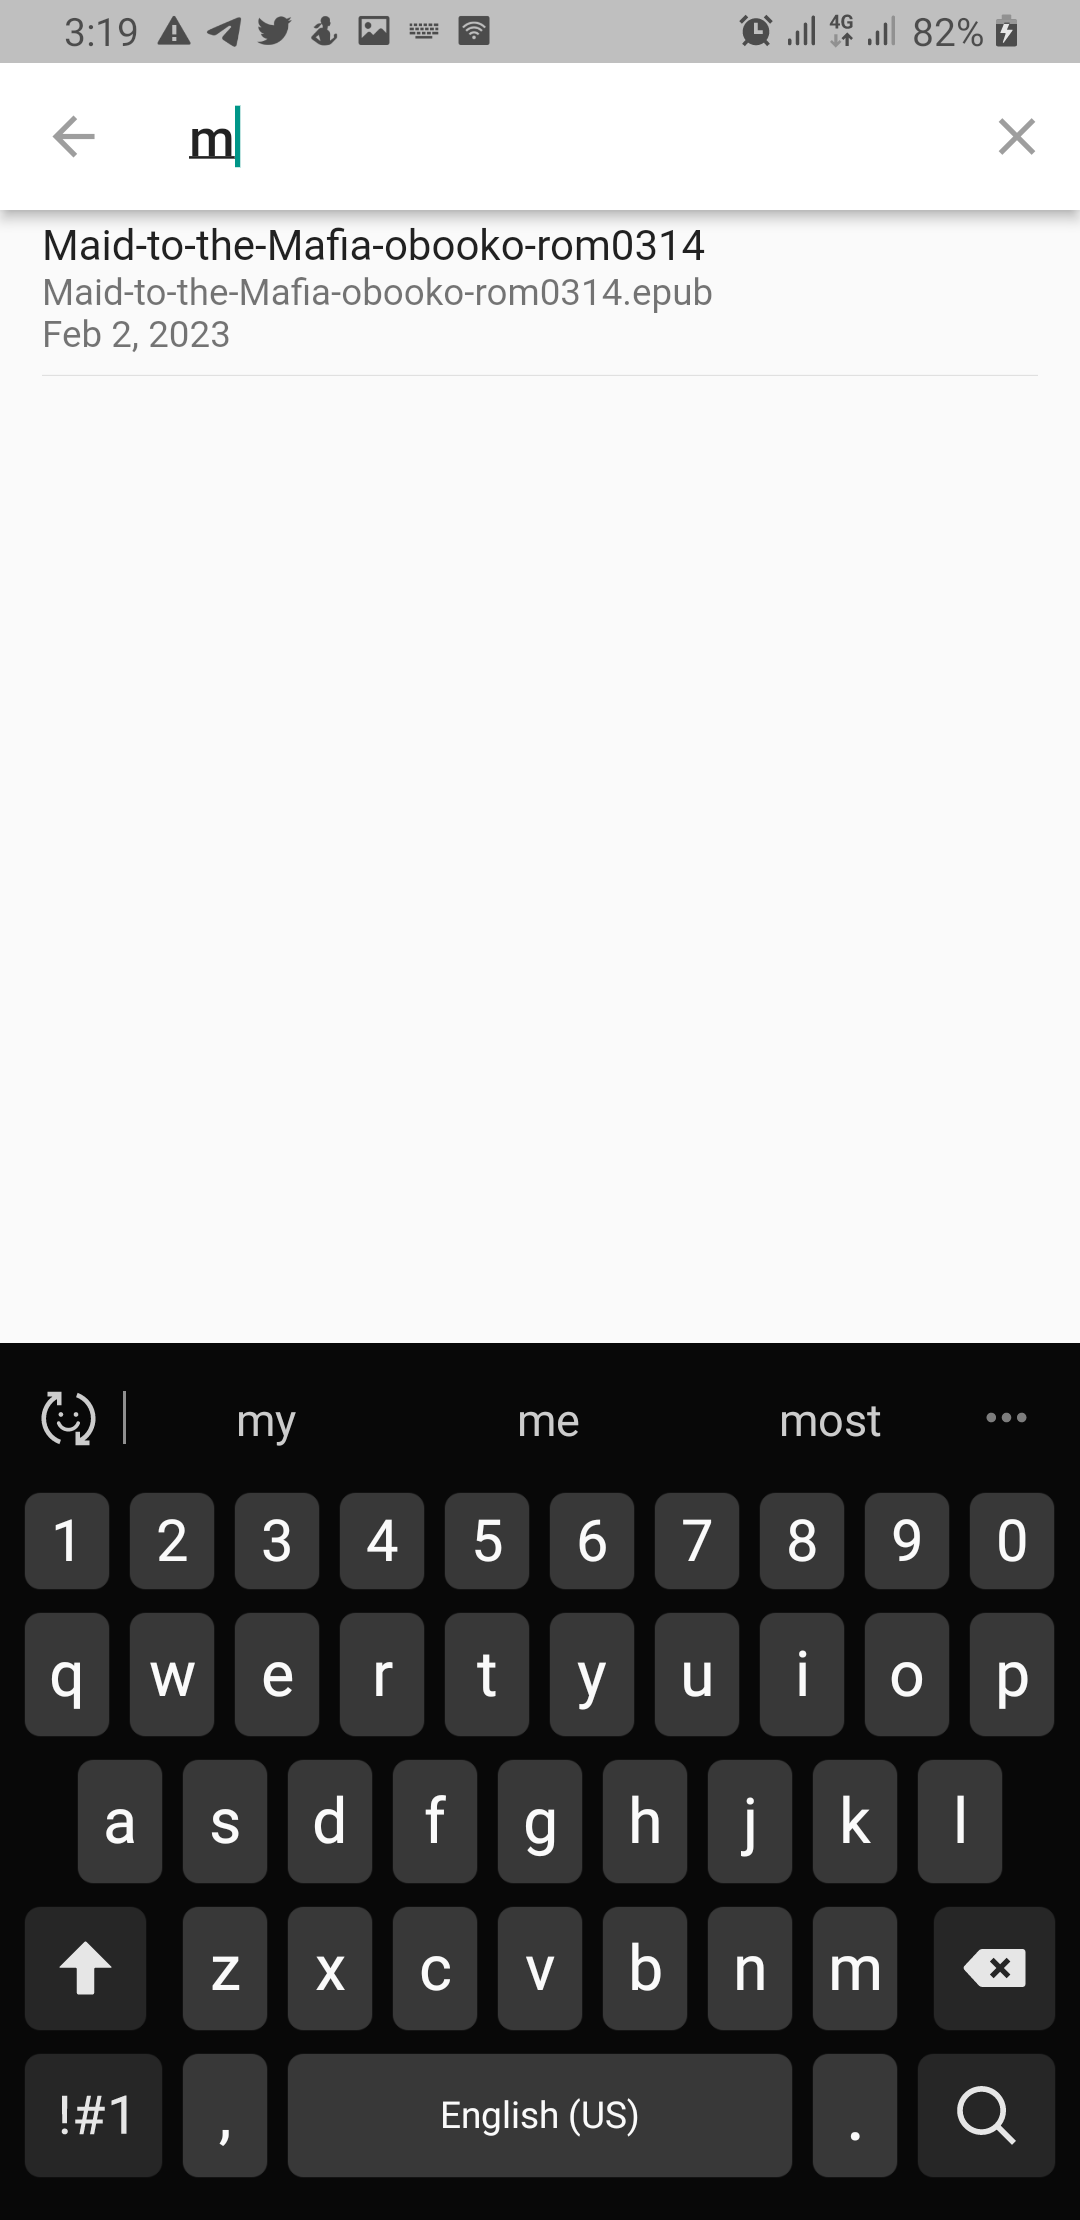 3:19 4G 82%
m
Maid-to-the-Mafia-obooko-rom0314
Maid-to-the-Mafia-obooko-rom0314.epub
Feb 2, 2023
my me most
1 2 3 4 5 6 7 8 9 0
q w e r t y u i o p
a s d f g h j k l
z x c v b n m
!#1 , English (US) .